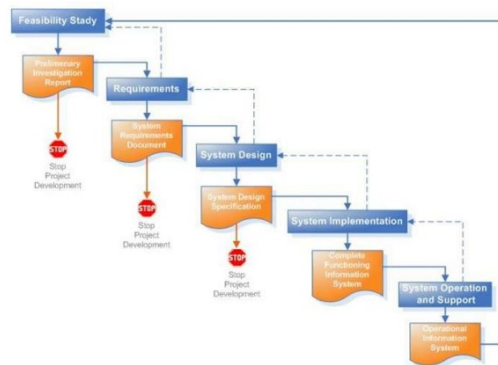 Feasibility Stady
Prelimenary
Investigation
Report
STOP
Stop
Project
Development
Requirements
System
Requirements
Document
STOP
Stop
Project
Development
System Design
System Design
Specification
STOP
Stop
Project
Development
System Implementation
Complete
Functioning
Information
System
System Operation
and Support
Operational
Information
System